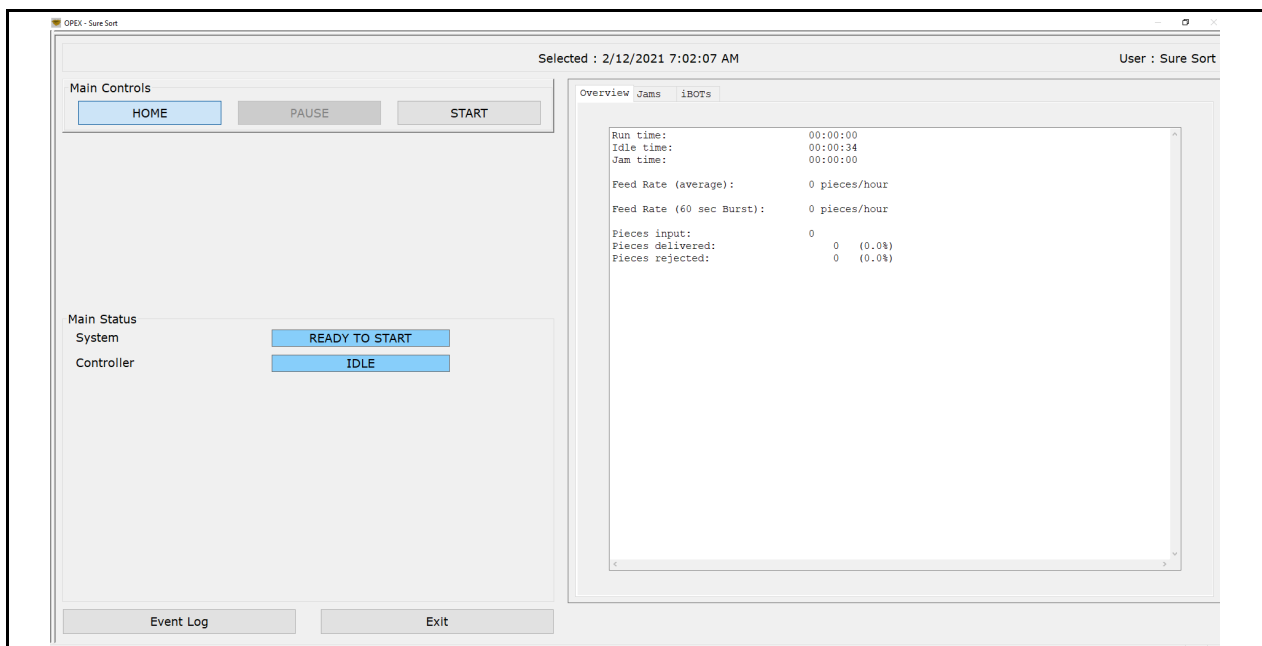 OPEX - Sure Sort
Selected : 2/12/2021 7:02:07 AM
User : Sure Sort
Main Controls
HOME
PAUSE
START
Overview
Jams
iBOTs
Run time: 00:00:00
Idle time: 00:00:34
Jam time: 00:00:00
Feed Rate (average): 0 pieces/hour
Feed Rate (60 sec Burst): 0 pieces/hour
Pieces input: 0
Pieces delivered: 0 (0.0%)
Pieces rejected: 0 (0.0%)
Main Status
System READY TO START
Controller IDLE
Event Log
Exit